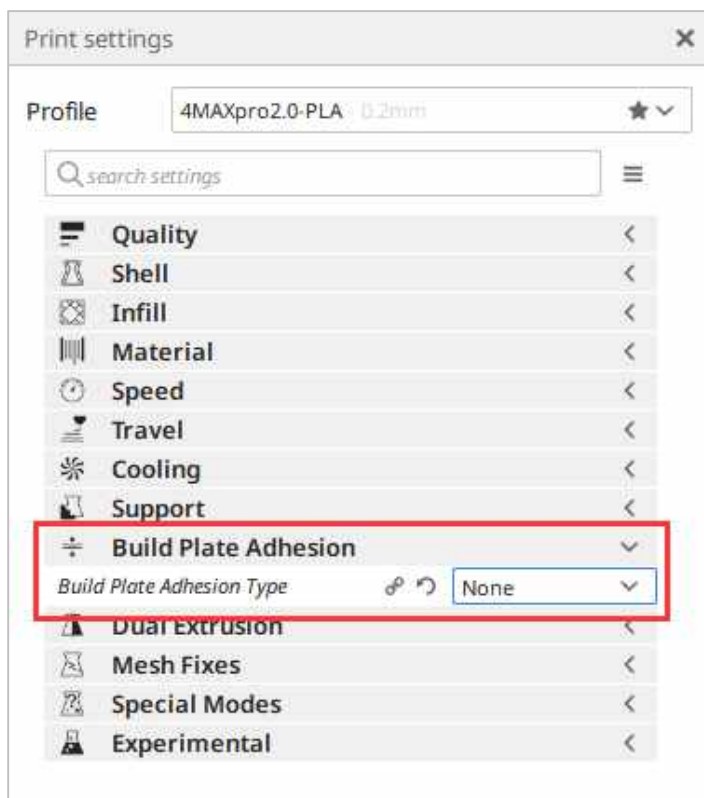 Print settings
Profile
4MAXpro2.0-PLA 0.2mm
search settings
Quality
Shell
Infill
Material
Speed
Travel
Cooling
Support
Build Plate Adhesion
Build Plate Adhesion Type
None
Dual Extrusion
Mesh Fixes
Special Modes
Experimental